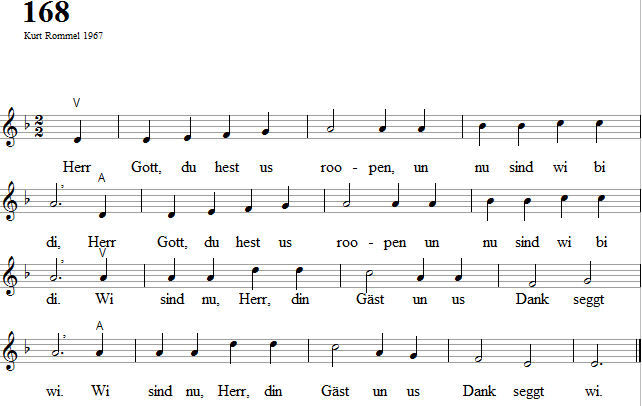 168
Kurt Rommel 1967
V
Herr Gott, du hest us roo - pen, un nu sind wi bi
A
di, Herr Gott, du hest us roo - pen un nu sind wi bi
V
di. Wi sind nu, Herr, din Gäst un us Dank seggt
A
wi. Wi sind nu, Herr, din Gäst un us Dank seggt wi.